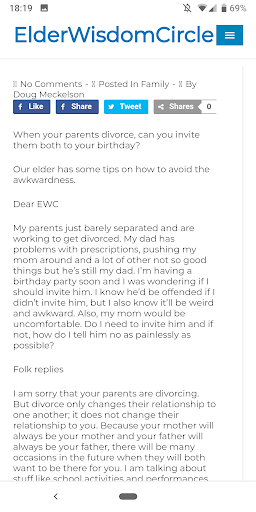 18:19
69%
ElderWisdomCircle
No Comments - Posted In Family - By
Doug Meckelson
Like
Share
Tweet
Shares
0
When your parents divorce, can you invite
them both to your birthday?
Our elder has some tips on how to avoid the
awkwardness.
Dear EWC
My parents just barely separated and are
working to get divorced. My dad has
problems with prescriptions, pushing my
mom around and a lot of other not so good
things but he's still my dad. I'm having a
birthday party soon and I was wondering if I
should invite him. I know he'd be offended if I
didn't invite him, but I also know it'll be weird
and awkward. Also, my mom would be
uncomfortable. Do I need to invite him and if
not, how do I tell him no as painlessly as
possible?
Folk replies
I am sorry that your parents are divorcing.
But divorce only changes their relationship to
one another; it does not change their
relationship to you. Because your mother will
always be your mother and your father will
always be your father, there will be many
occasions in the future when they will both
want to be there for you. I am talking about
stuff like school activities and performances